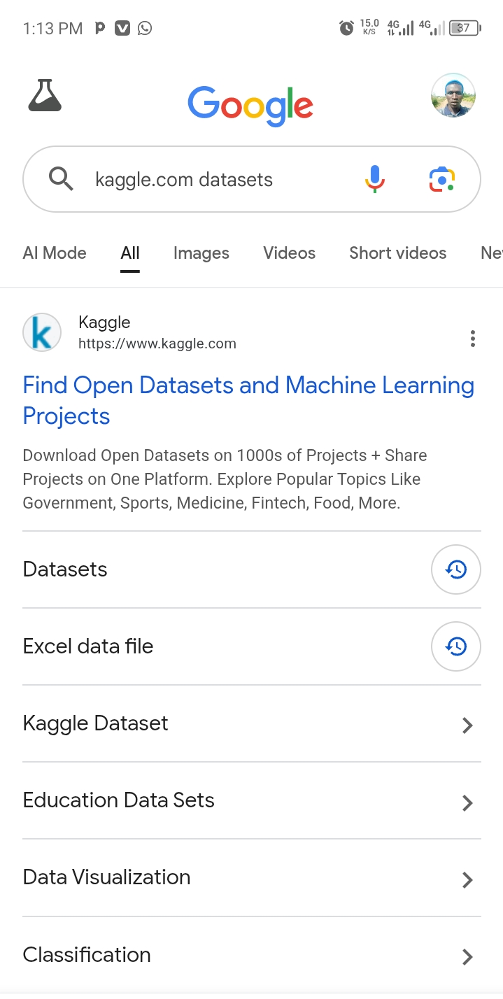 1:13 PM
15.0 K/S 4G 4G 37
Google
kaggle.com datasets
AI Mode All Images Videos Short videos Ne
Kaggle
https://www.kaggle.com
Find Open Datasets and Machine Learning
Projects
Download Open Datasets on 1000s of Projects + Share
Projects on One Platform. Explore Popular Topics Like
Government, Sports, Medicine, Fintech, Food, More.
Datasets
Excel data file
Kaggle Dataset
Education Data Sets
Data Visualization
Classification